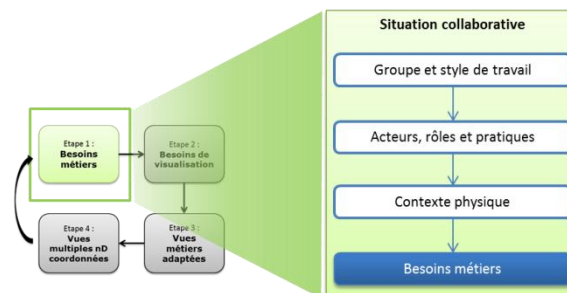 Situation collaborative
Groupe et style de travail
Acteurs, rôles et pratiques
Contexte physique
Besoins métiers
Etape 1 :
Besoins
métiers
Etape 2 :
Besoins de
visualisation
Etape 4 :
Vues
multiples nD
coordonnées
Etape 3 :
Vues
métiers
adaptées